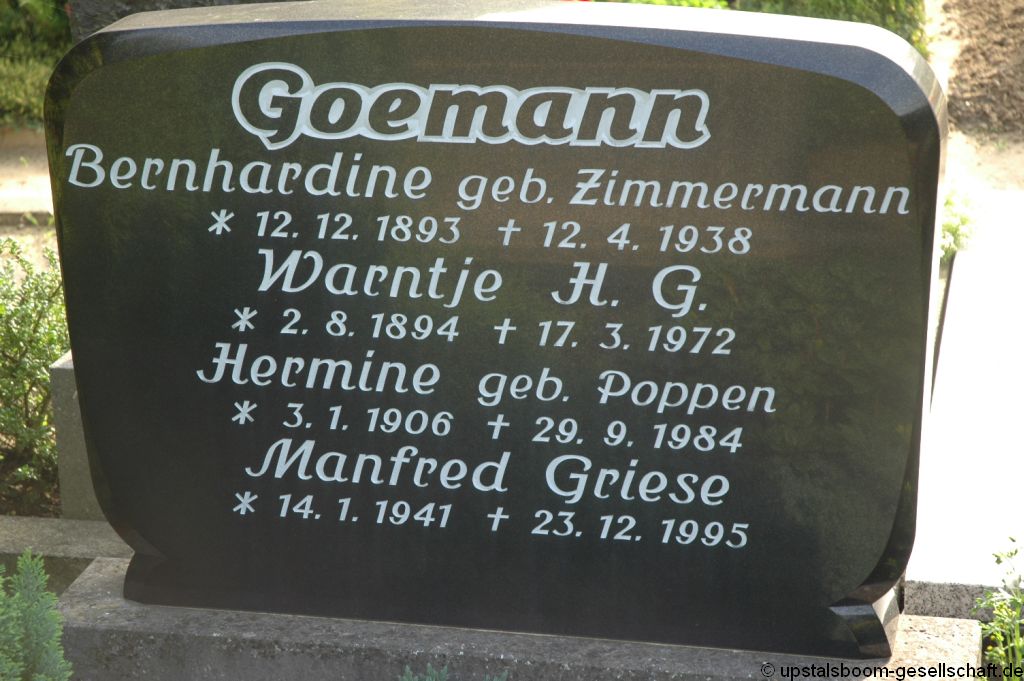 Goemann
Bernhardine geb. Zimmermann
* 12. 12. 1893 † 12. 4. 1938
Warntje H. G.
* 2. 8. 1894 † 17. 3. 1972
Hermine geb. Poppen
* 3. 1. 1906 † 29. 9. 1984
Manfred Griese
* 14. 1. 1941 † 23. 12. 1995
© upstalsboom-gesellschaft.de